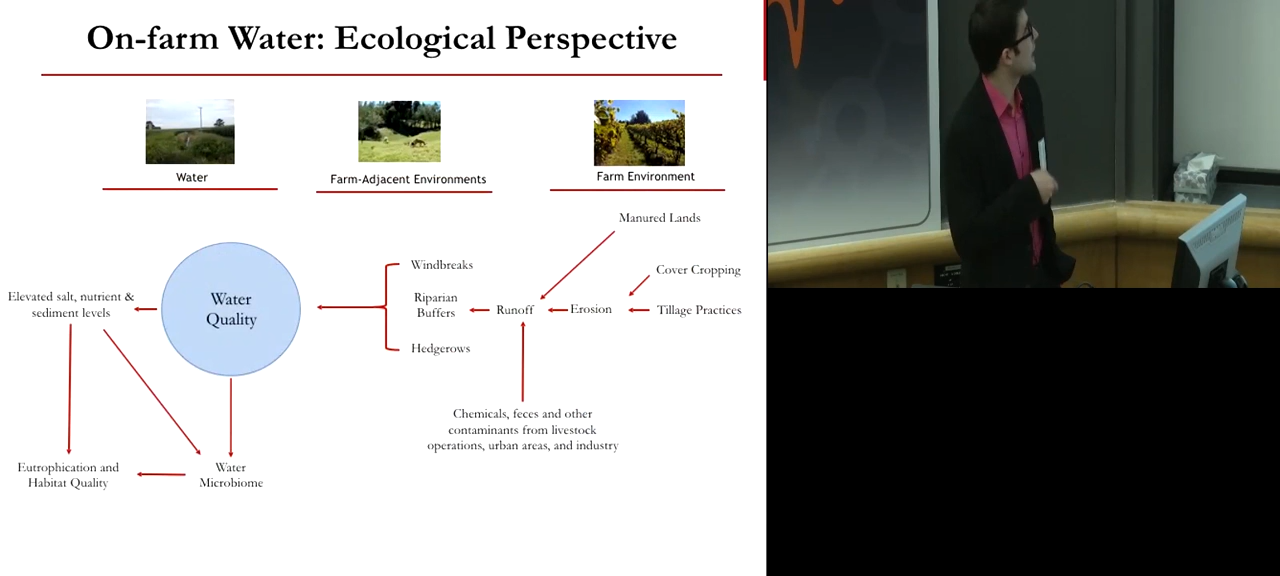 On-farm Water: Ecological Perspective
Water
Farm-Adjacent Environments
Farm Environment
Manured Lands
Windbreaks
Cover Cropping
Elevated salt, nutrient &
sediment levels
Water
Quality
Riparian
Buffers
Runoff
Erosion
Tillage Practices
Hedgerows
Chemicals, feces and other
contaminants from livestock
operations, urban areas, and industry
Eutrophication and
Habitat Quality
Water
Microbiome